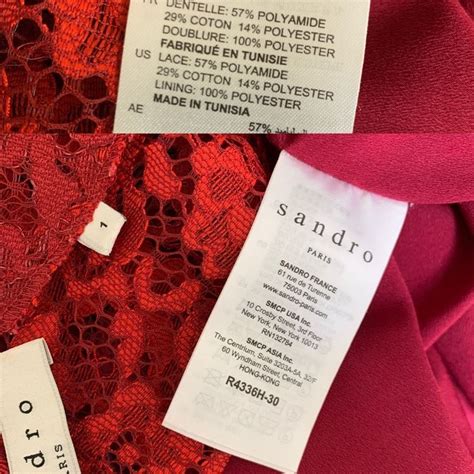 FR DENTELLE: 57% POLYAMIDE
29% COTON 14% POLYESTER
DOUBLURE: 100% POLYESTER
FABRIQUÉ EN TUNISIE
US LACE: 57% POLYAMIDE
29% COTTON 14% POLYESTER
LINING: 100% POLYESTER
MADE IN TUNISIA
AE
57%
1
sandro
PARIS
SANDRO FRANCE
61 rue de Turenne
75003 Paris
www.sandro-paris.com
SMCP USA Inc.
10 Crosby Street, 3rd Floor
New York, New York
RN132784
SMCP ASIA Inc.
The Centrium, Suite 3203A-5A, 32/F
60 Wyndham Street, Central
HONG-KONG
R4336H-30
dro
RIS